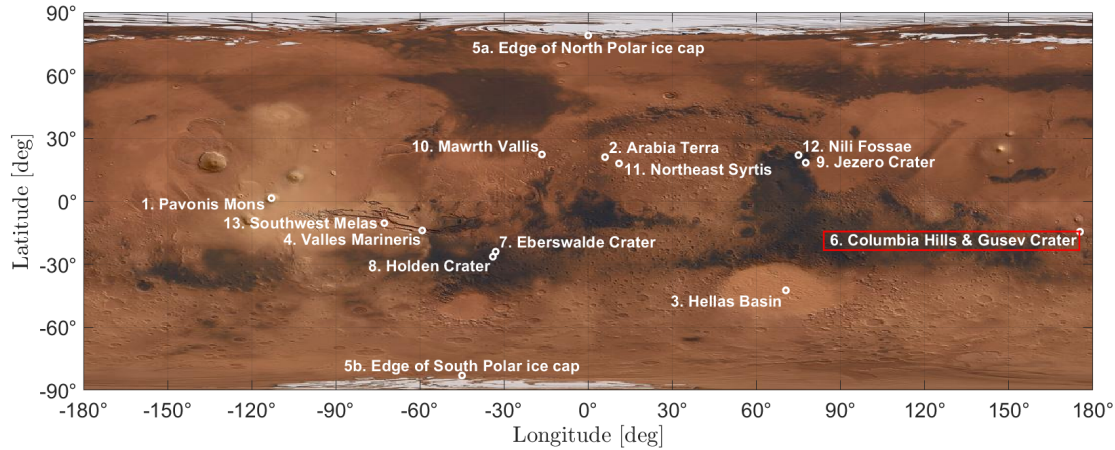 90°
5a. Edge of North Polar ice cap
60°
30°
10. Mawrth Vallis
2. Arabia Terra
12. Nili Fossae
11. Northeast Syrtis
9. Jezero Crater
0°
1. Pavonis Mons
13. Southwest Melas
4. Valles Marineris
7. Eberswalde Crater
6. Columbia Hills & Gusev Crater
-30°
8. Holden Crater
3. Hellas Basin
-60°
5b. Edge of South Polar ice cap
-90°
Latitude [deg]
-180° -150° -120° -90° -60° -30° 0° 30° 60° 90° 120° 150° 180°
Longitude [deg]